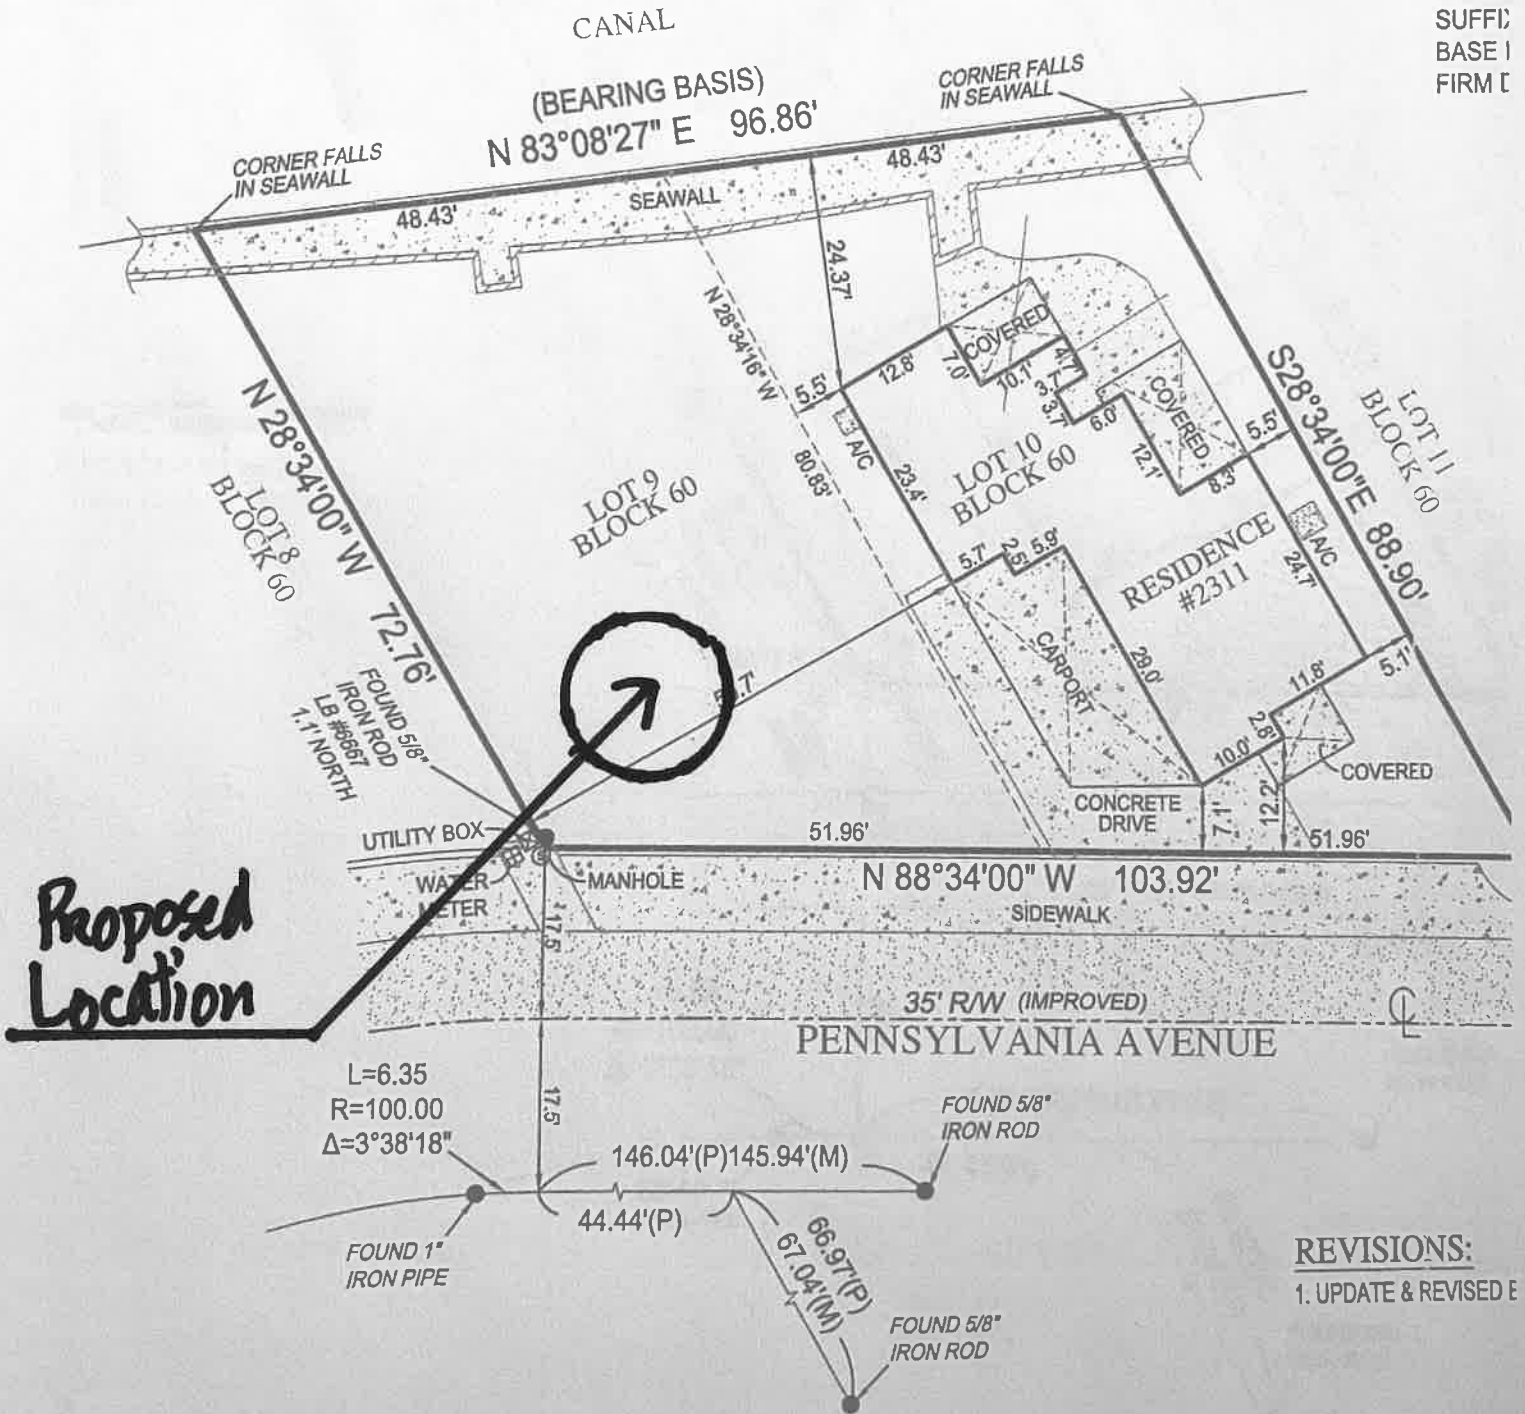 CANAL
SUFFIX
BASE
FIRM
(BEARING BASIS)
N 83°08'27" E 96.86'
CORNER FALLS
IN SEAWALL
CORNER FALLS
IN SEAWALL
48.43'
SEAWALL
48.43'
24.37'
N 28°34'16" W
80.83'
5.5'
12.8'
7.0'
COVERED
10.1'
4.7'
3.7'
6.0'
COVERED
12.1'
8.3'
5.5'
S28°34'00"E 88.90'
LOT 11
BLOCK 60
N 28°34'00" W 72.76'
LOT 8
BLOCK 60
LOT 9
BLOCK 60
A/C
23.4'
LOT 10
BLOCK 60
RESIDENCE
#2311
A/C
24.7'
5.7'
2.5'
5.9'
CARPORT
29.0'
11.8'
5.1'
2.8'
10.0'
COVERED
CONCRETE
DRIVE
7.1'
12.2'
FOUND 5/8"
IRON ROD
LB #6667
1.1' NORTH
UTILITY BOX
WATER
METER
MANHOLE
51.96'
51.96'
N 88°34'00" W 103.92'
SIDEWALK
17.5'
Proposed
Location
35' R/W (IMPROVED)
CL
PENNSYLVANIA AVENUE
L=6.35
R=100.00
Δ=3°38'18"
17.5'
FOUND 5/8"
IRON ROD
146.04'(P)145.94'(M)
44.44'(P)
66.97'(P)
67.04'(M)
FOUND 1"
IRON PIPE
FOUND 5/8"
IRON ROD
REVISIONS:
1. UPDATE & REVISED